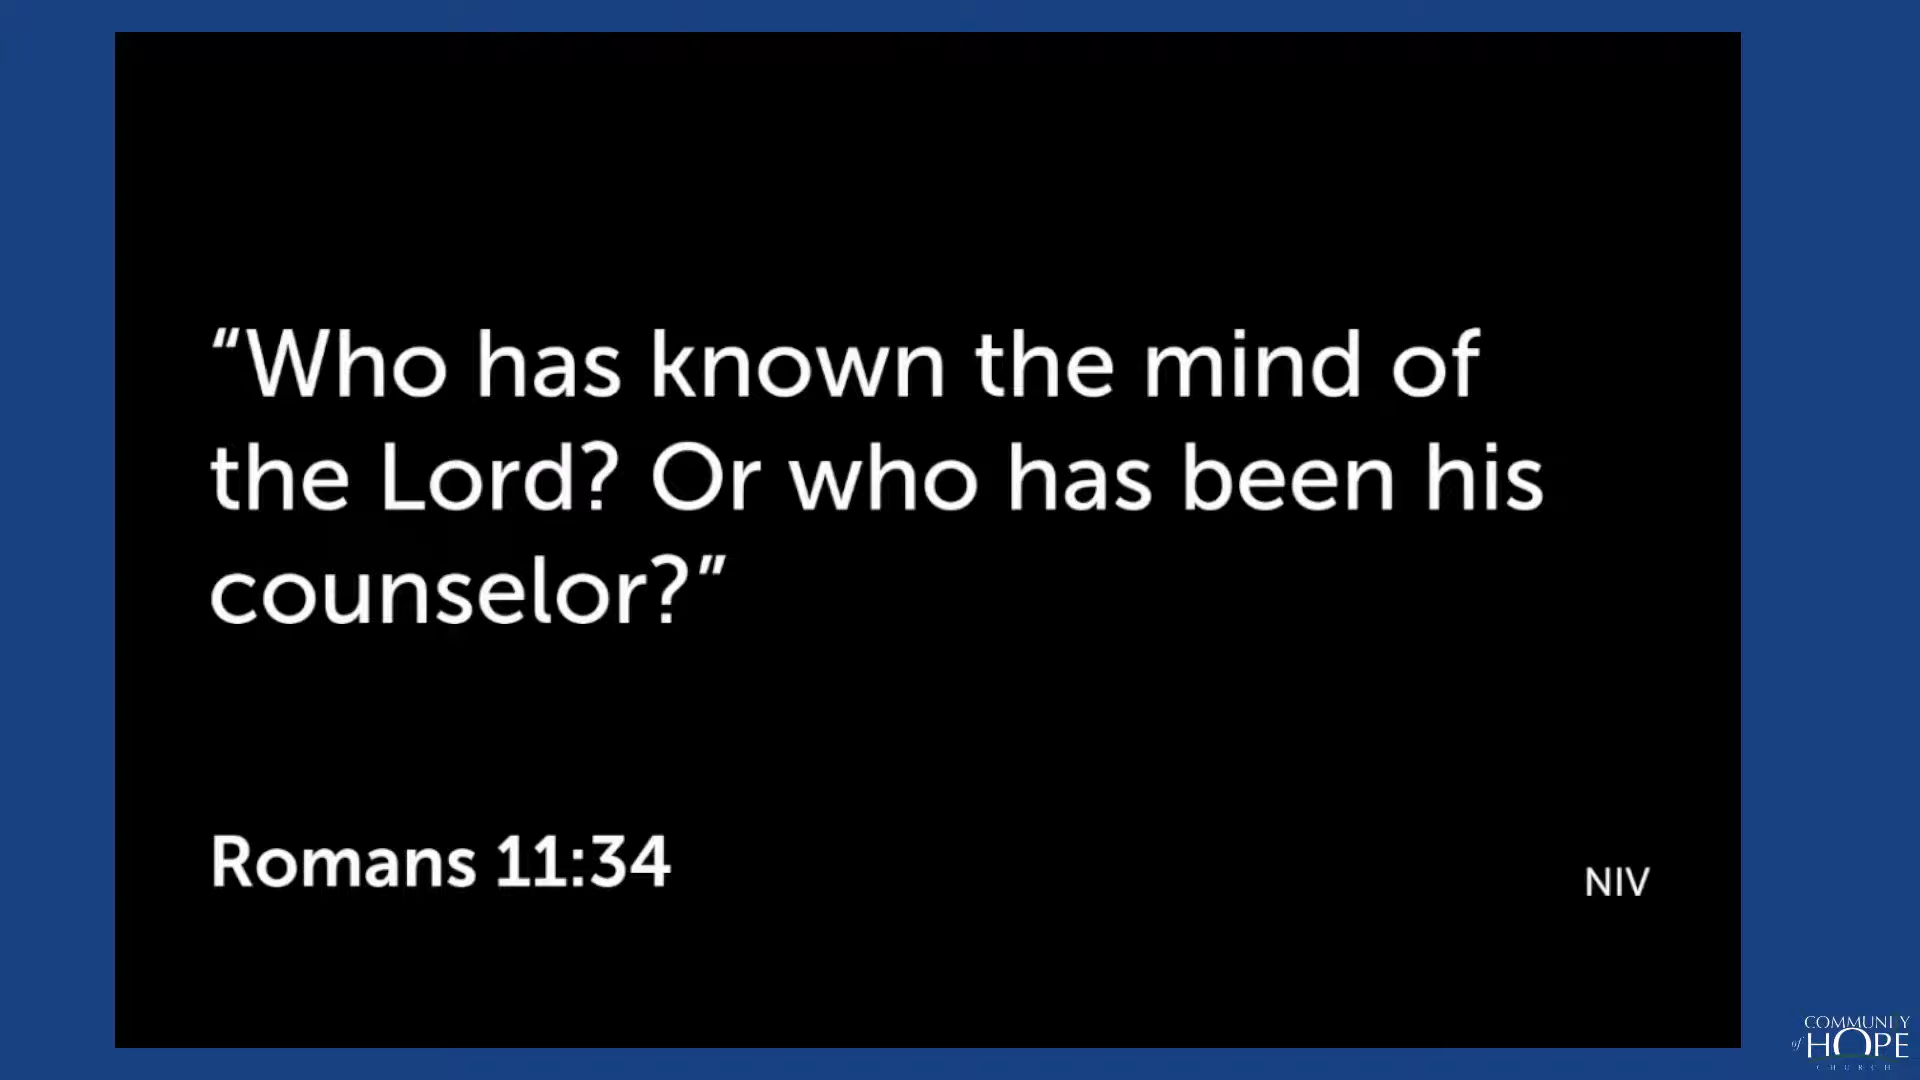 “Who has known the mind of
the Lord? Or who has been his
counselor?”
Romans 11:34
NIV
COMMUNITY
of HOPE
CHURCH